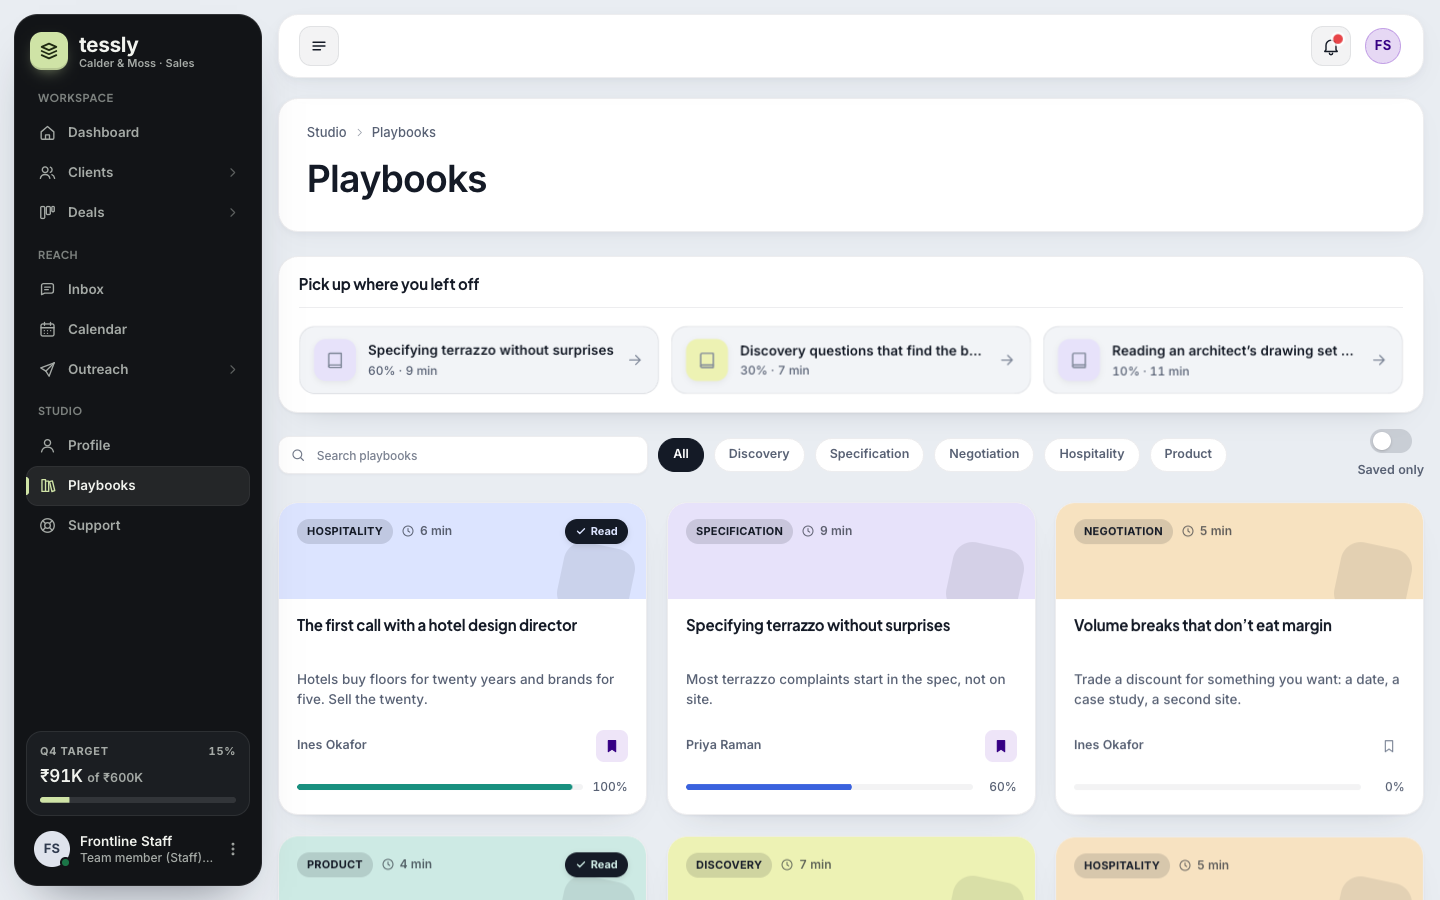 tessly
Calder & Moss · Sales
WORKSPACE
Dashboard
Clients
Deals
REACH
Inbox
Calendar
Outreach
STUDIO
Profile
Playbooks
Support
Q4 TARGET 15%
₹91K of ₹600K
FS
Frontline Staff
Team member (Staff)...
FS
Studio > Playbooks
Playbooks
Pick up where you left off
Specifying terrazzo without surprises
60% · 9 min
Discovery questions that find the b...
30% · 7 min
Reading an architect’s drawing set ...
10% · 11 min
Search playbooks
All
Discovery
Specification
Negotiation
Hospitality
Product
Saved only
HOSPITALITY 6 min Read
The first call with a hotel design director
Hotels buy floors for twenty years and brands for
five. Sell the twenty.
Ines Okafor
100%
SPECIFICATION 9 min
Specifying terrazzo without surprises
Most terrazzo complaints start in the spec, not on
site.
Priya Raman
60%
NEGOTIATION 5 min
Volume breaks that don’t eat margin
Trade a discount for something you want: a date, a
case study, a second site.
Ines Okafor
0%
PRODUCT 4 min Read
DISCOVERY 7 min
HOSPITALITY 5 min